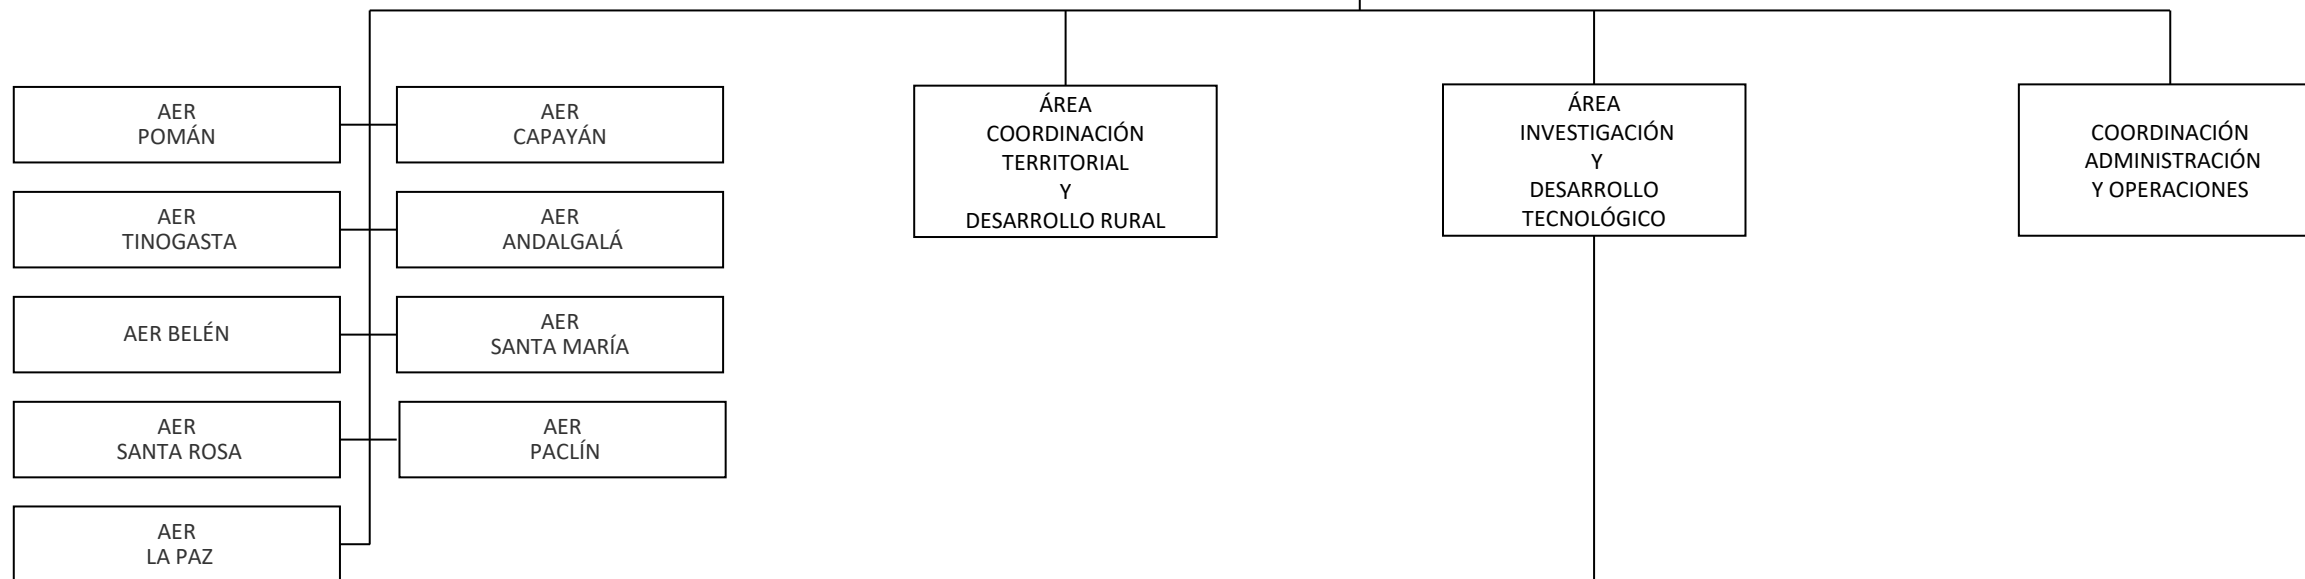 AER
POMÁN
AER
CAPAYÁN
ÁREA
COORDINACIÓN
TERRITORIAL
Y
DESARROLLO RURAL
ÁREA
INVESTIGACIÓN
Y
DESARROLLO
TECNOLÓGICO
COORDINACIÓN
ADMINISTRACIÓN
Y OPERACIONES
AER
TINOGASTA
AER
ANDALGALÁ
AER BELÉN
AER
SANTA MARÍA
AER
SANTA ROSA
AER
PACLÍN
AER
LA PAZ